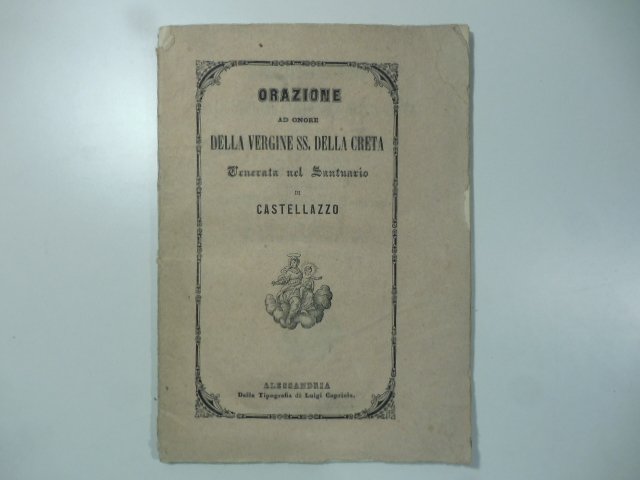 ORAZIONE
AD ONORE
DELLA VERGINE SS. DELLA CRETA
Venerata nel Santuario
DI
CASTELLAZZO
ALESSANDRIA
Dalla Tipografia di Luigi Capriolo.